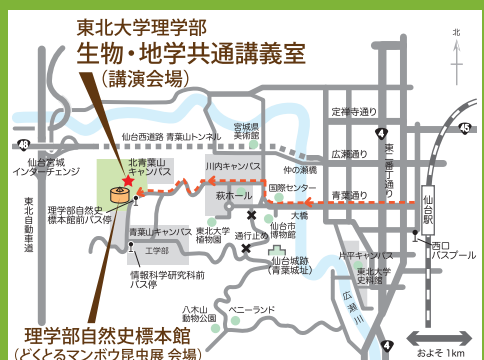 東北大学理学部
生物・地学共通講義室
（講演会場）
北
定禅寺通り
宮城県
美術館
仙台西道路 青葉山トンネル
4
45
48
広瀬通り
東二番丁通り
仙台宮城
インターチェンジ
北青葉山
キャンパス
川内キャンパス
仲の瀬橋
国際センター
青葉通り
萩ホール
1
理学部自然史
標本館前バス停
大橋
仙台駅
東北自動車道
青葉山キャンパス
東北大学
植物園
通行止め
仙台市
博物館
1
西口
バスプール
工学部
1
情報科学研究科前
バス停
仙台城跡
（青葉城址）
片平キャンパス
東北大学
史料館
広瀬川
八木山
動物公園
ベニーランド
理学部自然史標本館
（どくとるマンボウ昆虫展 会場）
4
およそ 1km